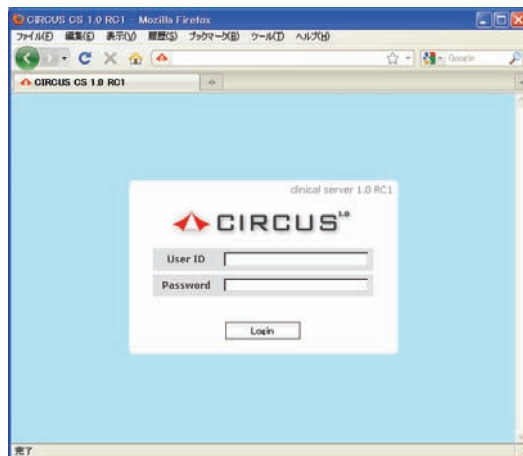 CIRCUS CS 1.0 RC1 - Mozilla Firefox
ファイル(F) 編集(E) 表示(V) 履歴(S) ブックマーク(B) ツール(T) ヘルプ(H)
Google
CIRCUS CS 1.0 RC1
clinical server 1.0 RC1
CIRCUS 1.0
User ID
Password
Login
完了